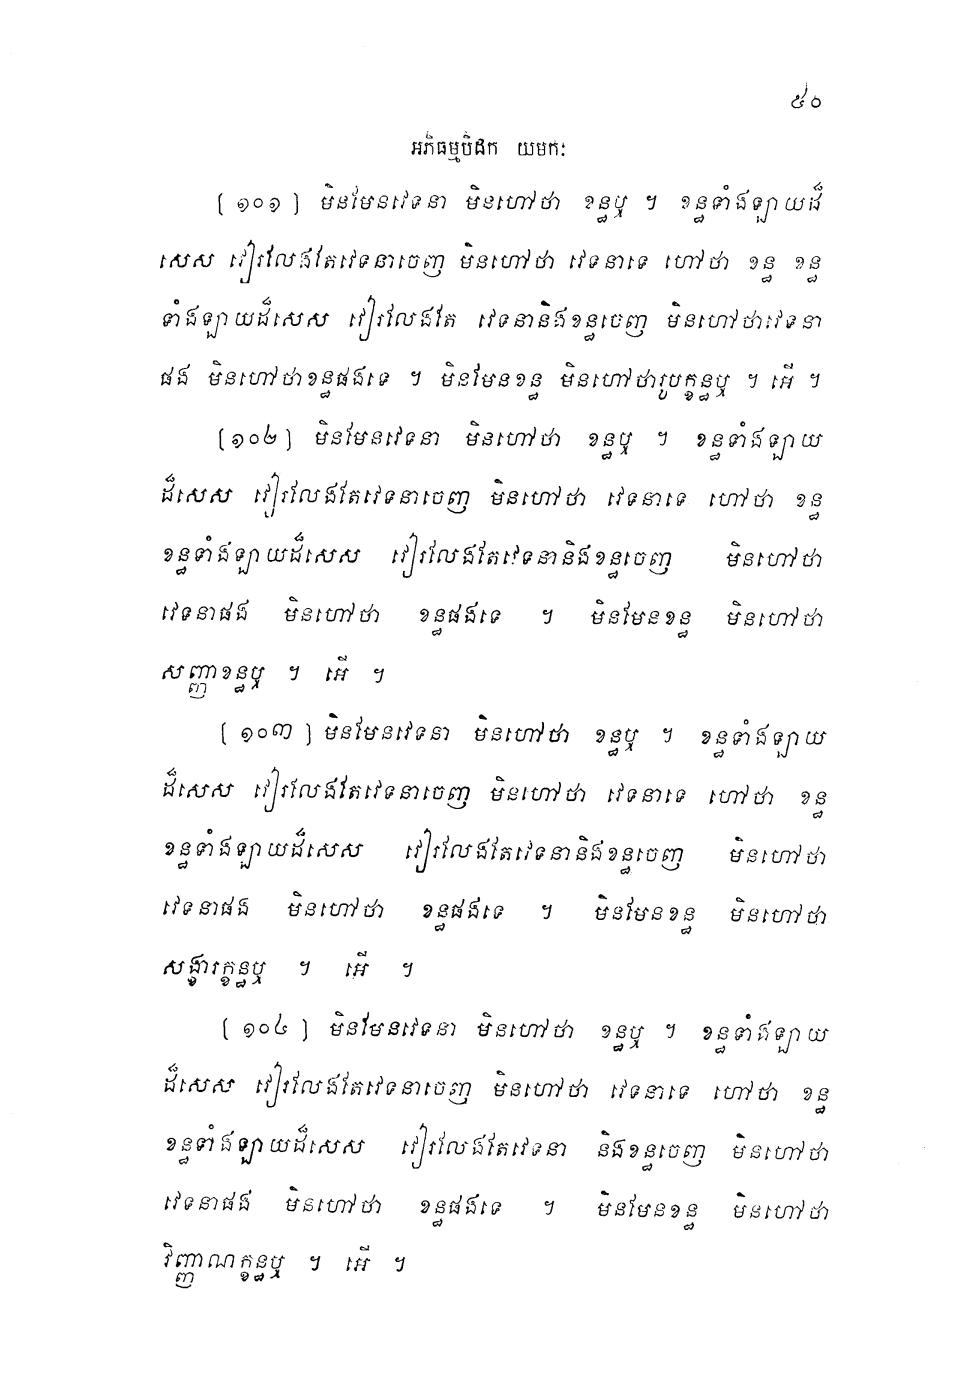 ៥០
អភិធម្មបិដក យមកៈ
[១០១] មិនមែនវេទនា មិនហៅថា ខន្ធឬ ។ ខន្ធទាំងឡាយដ៏
សេស វៀរលែងតែវេទនាចេញ មិនហៅថា វេទនាទេ ហៅថា ខន្ធ ខន្ធ
ទាំងឡាយដ៏សេស វៀរលែងតែ វេទនានិងខន្ធចេញ មិនហៅថាវេទនា
ផង មិនហៅថាខន្ធផងទេ ។ មិនមែនខន្ធ មិនហៅថារូបក្ខន្ធឬ ។ អើ ។
[១០២] មិនមែនវេទនា មិនហៅថា ខន្ធឬ ។ ខន្ធទាំងឡាយ
ដ៏សេស វៀរលែងតែវេទនាចេញ មិនហៅថា វេទនាទេ ហៅថា ខន្ធ
ខន្ធទាំងឡាយដ៏សេស វៀរលែងតែវេទនានិងខន្ធចេញ មិនហៅថា
វេទនាផង មិនហៅថា ខន្ធផងទេ ។ មិនមែនខន្ធ មិនហៅថា
សញ្ញាខន្ធឬ ។ អើ ។
[១០៣] មិនមែនវេទនា មិនហៅថា ខន្ធឬ ។ ខន្ធទាំងឡាយ
ដ៏សេស វៀរលែងតែវេទនាចេញ មិនហៅថា វេទនាទេ ហៅថា ខន្ធ
ខន្ធទាំងឡាយដ៏សេស វៀរលែងតែវេទនានិងខន្ធចេញ មិនហៅថា
វេទនាផង មិនហៅថា ខន្ធផងទេ ។ មិនមែនខន្ធ មិនហៅថា
សង្ខារក្ខន្ធឬ ។ អើ ។
[១០៤] មិនមែនវេទនា មិនហៅថា ខន្ធឬ ។ ខន្ធទាំងឡាយ
ដ៏សេស វៀរលែងតែវេទនាចេញ មិនហៅថា វេទនាទេ ហៅថា ខន្ធ
ខន្ធទាំងឡាយដ៏សេស វៀរលែងតែវេទនា និងខន្ធចេញ មិនហៅថា
វេទនាផង មិនហៅថា ខន្ធផងទេ ។ មិនមែនខន្ធ មិនហៅថា
វិញ្ញាណក្ខន្ធឬ ។ អើ ។